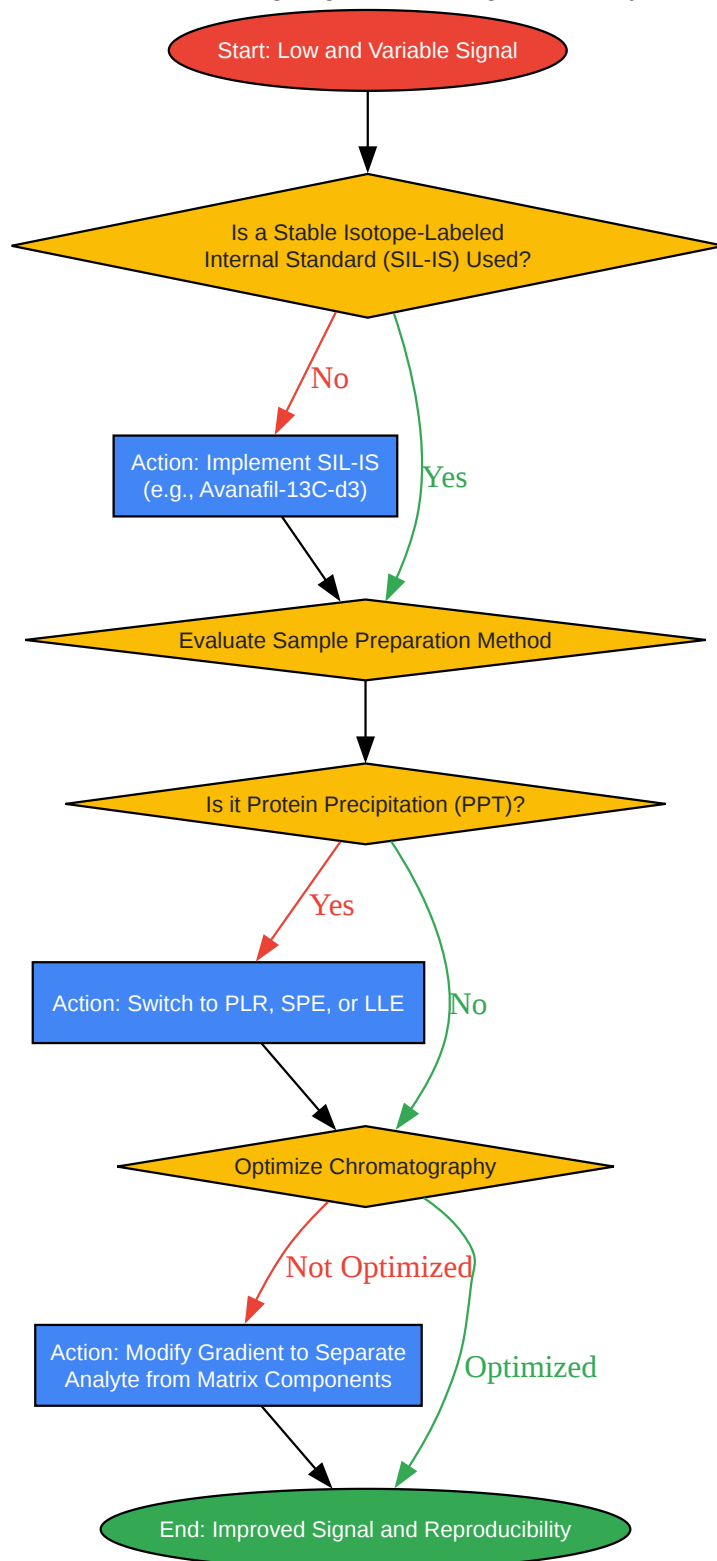 Start: Low and Variable Signal
Is a Stable Isotope-Labeled
Internal Standard (SIL-IS) Used?
No
Action: Implement SIL-IS
(e.g., Avanafil-13C-d3)
Yes
Evaluate Sample Preparation Method
Is it Protein Precipitation (PPT)?
Yes
Action: Switch to PLR, SPE, or LLE
No
Optimize Chromatography
Not Optimized
Action: Modify Gradient to Separate
Analyte from Matrix Components
Optimized
End: Improved Signal and Reproducibility